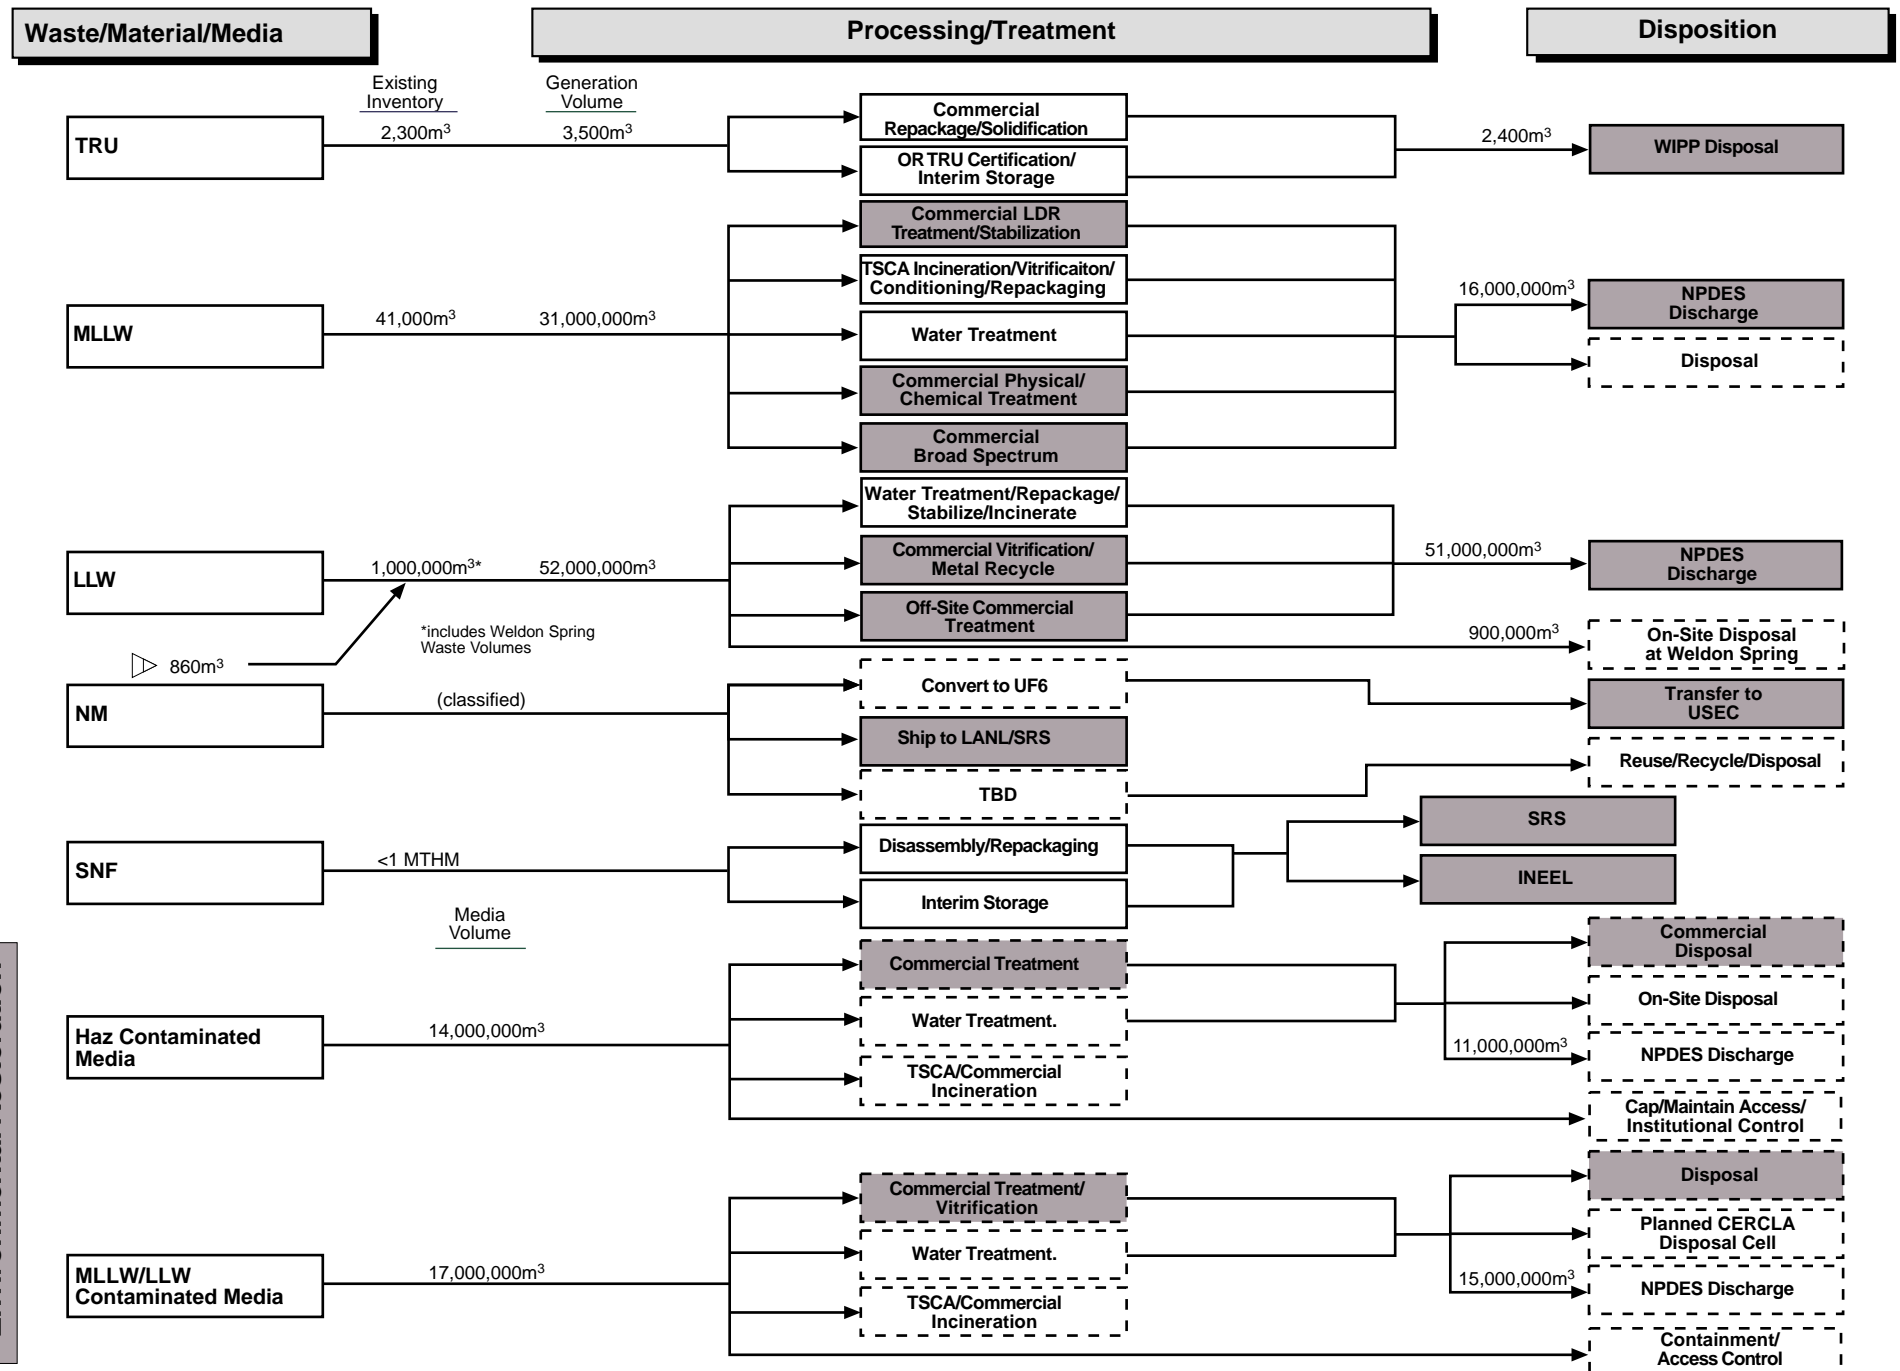 Waste/Material/Media
Processing/Treatment
Disposition
Existing
Inventory
Generation
Volume
TRU
2,300m³
3,500m³
Commercial
Repackage/Solidification
OR TRU Certification/
Interim Storage
2,400m³
WIPP Disposal
MLLW
41,000m³
31,000,000m³
Commercial LDR
Treatment/Stabilization
TSCA Incineration/Vitrificaiton/
Conditioning/Repackaging
Water Treatment
Commercial Physical/
Chemical Treatment
Commercial
Broad Spectrum
16,000,000m³
NPDES
Discharge
Disposal
LLW
1,000,000m³*
52,000,000m³
*includes Weldon Spring
Waste Volumes
860m³
Water Treatment/Repackage/
Stabilize/Incinerate
Commercial Vitrification/
Metal Recycle
Off-Site Commercial
Treatment
51,000,000m³
NPDES
Discharge
900,000m³
On-Site Disposal
at Weldon Spring
NM
(classified)
Convert to UF6
Ship to LANL/SRS
TBD
Transfer to
USEC
Reuse/Recycle/Disposal
SNF
<1 MTHM
Disassembly/Repackaging
Interim Storage
SRS
INEEL
Media
Volume
Haz Contaminated
Media
14,000,000m³
Commercial Treatment
Water Treatment.
TSCA/Commercial
Incineration
Commercial
Disposal
On-Site Disposal
11,000,000m³
NPDES Discharge
Cap/Maintain Access/
Institutional Control
MLLW/LLW
Contaminated Media
17,000,000m³
Commercial Treatment/
Vitrification
Water Treatment.
TSCA/Commercial
Incineration
Disposal
Planned CERCLA
Disposal Cell
15,000,000m³
NPDES Discharge
Containment/
Access Control